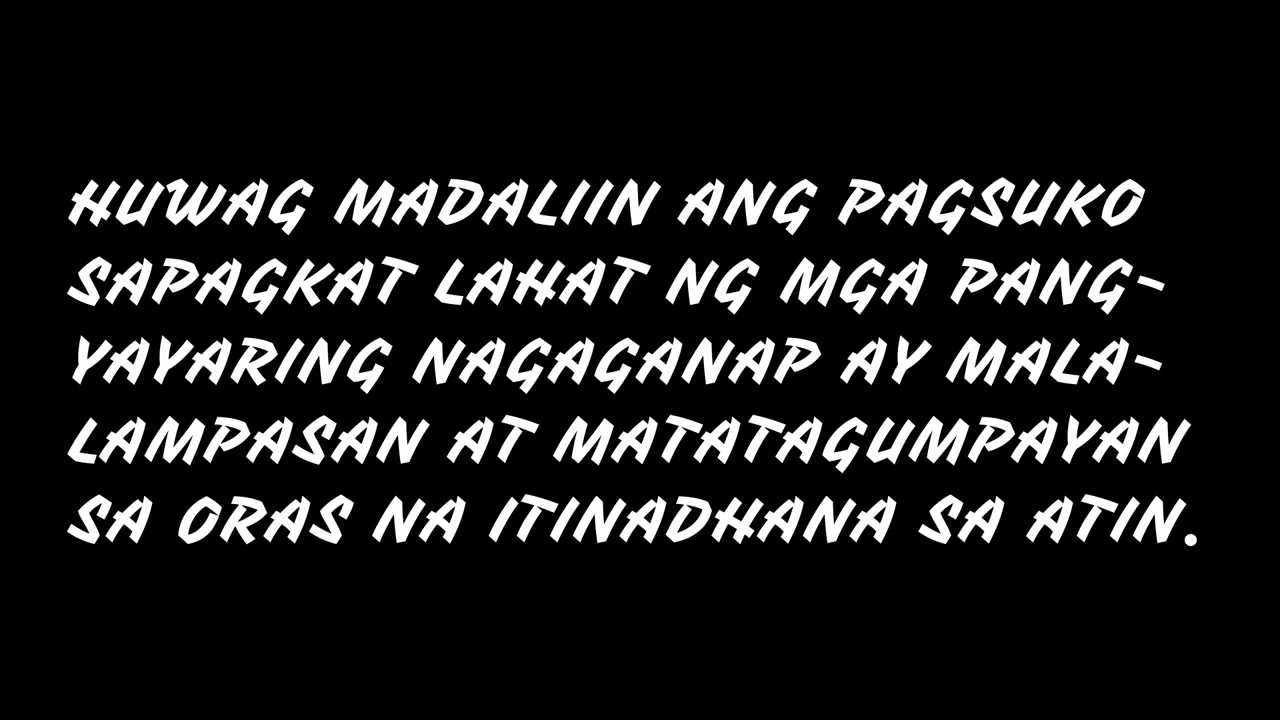 HUWAG MADALIIN ANG PAGSUKO
SAPAGKAT LAHAT NG MGA PANG-
YAYARING NAGAGANAP AY MALA-
LAMPASAN AT MATATAGUMPAYAN
SA ORAS NA ITINADHANA SA ATIN.